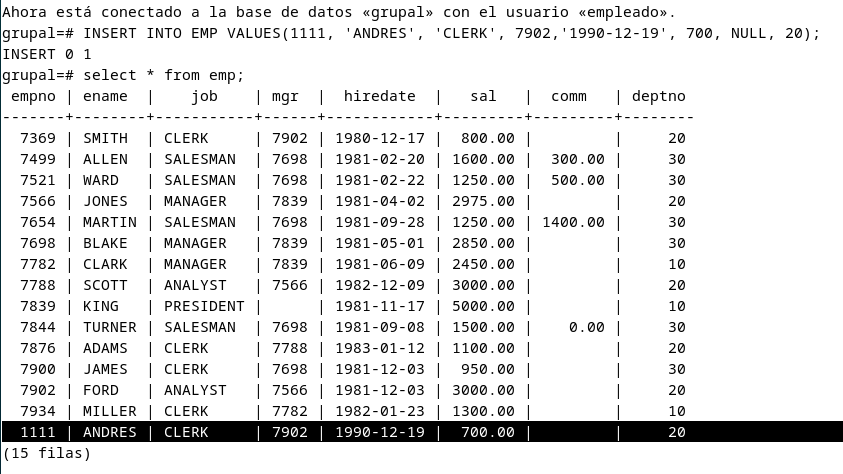 Ahora está conectado a la base de datos «grupal» con el usuario «empleado».
grupal=# INSERT INTO EMP VALUES(1111, 'ANDRES', 'CLERK', 7902,'1990-12-19', 700, NULL, 20);
INSERT 0 1
grupal=# select * from emp;
 empno | ename  |    job    | mgr  |  hiredate  |   sal   |  comm   | deptno
-------+--------+-----------+------+------------+---------+---------+--------
  7369 | SMITH  | CLERK     | 7902 | 1980-12-17 |  800.00 |         |     20
  7499 | ALLEN  | SALESMAN  | 7698 | 1981-02-20 | 1600.00 |  300.00 |     30
  7521 | WARD   | SALESMAN  | 7698 | 1981-02-22 | 1250.00 |  500.00 |     30
  7566 | JONES  | MANAGER   | 7839 | 1981-04-02 | 2975.00 |         |     20
  7654 | MARTIN | SALESMAN  | 7698 | 1981-09-28 | 1250.00 | 1400.00 |     30
  7698 | BLAKE  | MANAGER   | 7839 | 1981-05-01 | 2850.00 |         |     30
  7782 | CLARK  | MANAGER   | 7839 | 1981-06-09 | 2450.00 |         |     10
  7788 | SCOTT  | ANALYST   | 7566 | 1982-12-09 | 3000.00 |         |     20
  7839 | KING   | PRESIDENT |      | 1981-11-17 | 5000.00 |         |     10
  7844 | TURNER | SALESMAN  | 7698 | 1981-09-08 | 1500.00 |    0.00 |     30
  7876 | ADAMS  | CLERK     | 7788 | 1983-01-12 | 1100.00 |         |     20
  7900 | JAMES  | CLERK     | 7698 | 1981-12-03 |  950.00 |         |     30
  7902 | FORD   | ANALYST   | 7566 | 1981-12-03 | 3000.00 |         |     20
  7934 | MILLER | CLERK     | 7782 | 1982-01-23 | 1300.00 |         |     10
  1111 | ANDRES | CLERK     | 7902 | 1990-12-19 |  700.00 |         |     20
(15 filas)